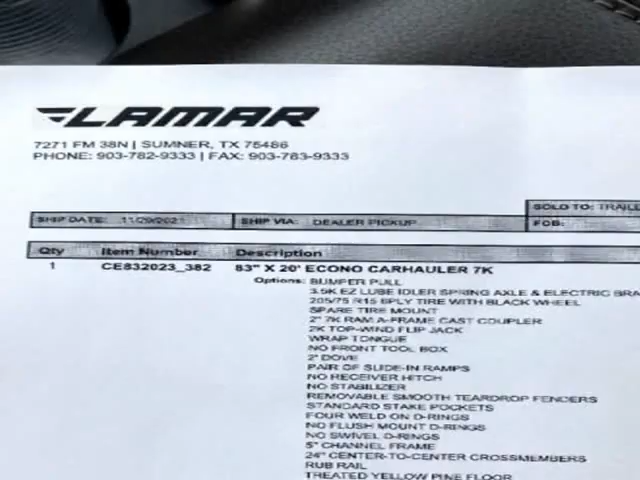 LAMAR
7271 FM 38N | SUMNER, TX 75486
PHONE: 903-782-9333 | FAX: 903-783-9333
SOLD TO: TRAILE
SHIP DATE: 11/29/202 SHIP VIA: DEALER PICKUP FOB:
Qty Item Number Description
1 CE832023_382 83" X 20' ECONO CARHAULER 7K
Options: BUMPER PULL
3.5K EZ LUBE IDLER SPRING AXLE & ELECTRIC BRA
205/75 R15 6PLY TIRE WITH BLACK WHEEL
SPARE TIRE MOUNT
2" 7K RAM A-FRAME CAST COUPLER
2K TOP-WIND FLIP JACK
WRAP TONGUE
NO FRONT TOOL BOX
2' DOVE
PAIR OF SLIDE-IN RAMPS
NO RECEIVER HITCH
NO STABILIZER
REMOVABLE SMOOTH TEARDROP FENDERS
STANDARD STAKE POCKETS
FOUR WELD ON D-RINGS
NO FLUSH MOUNT D-RINGS
NO SWIVEL D-RINGS
5" CHANNEL FRAME
24" CENTER-TO-CENTER CROSSMEMBERS
RUB RAIL
TREATED YELLOW PINE FLOOR